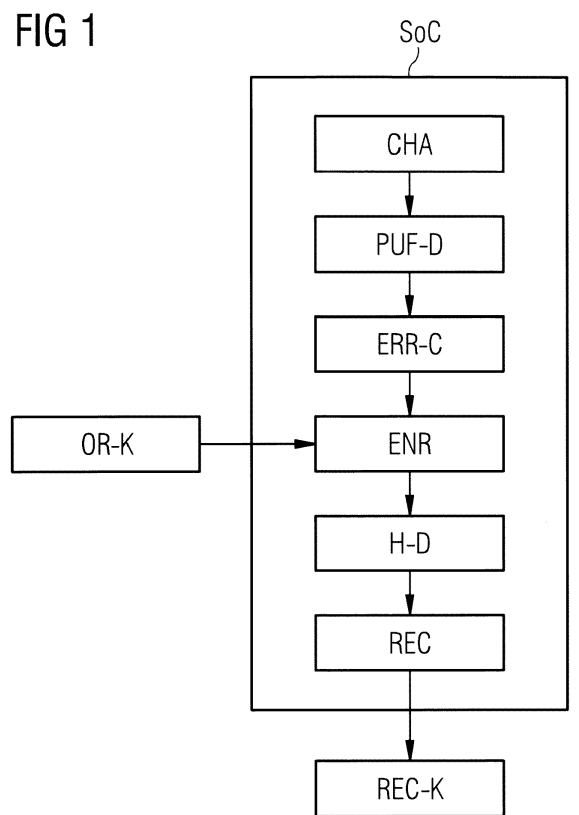 FIG 1
SoC
CHA
PUF-D
ERR-C
OR-K
ENR
H-D
REC
REC-K